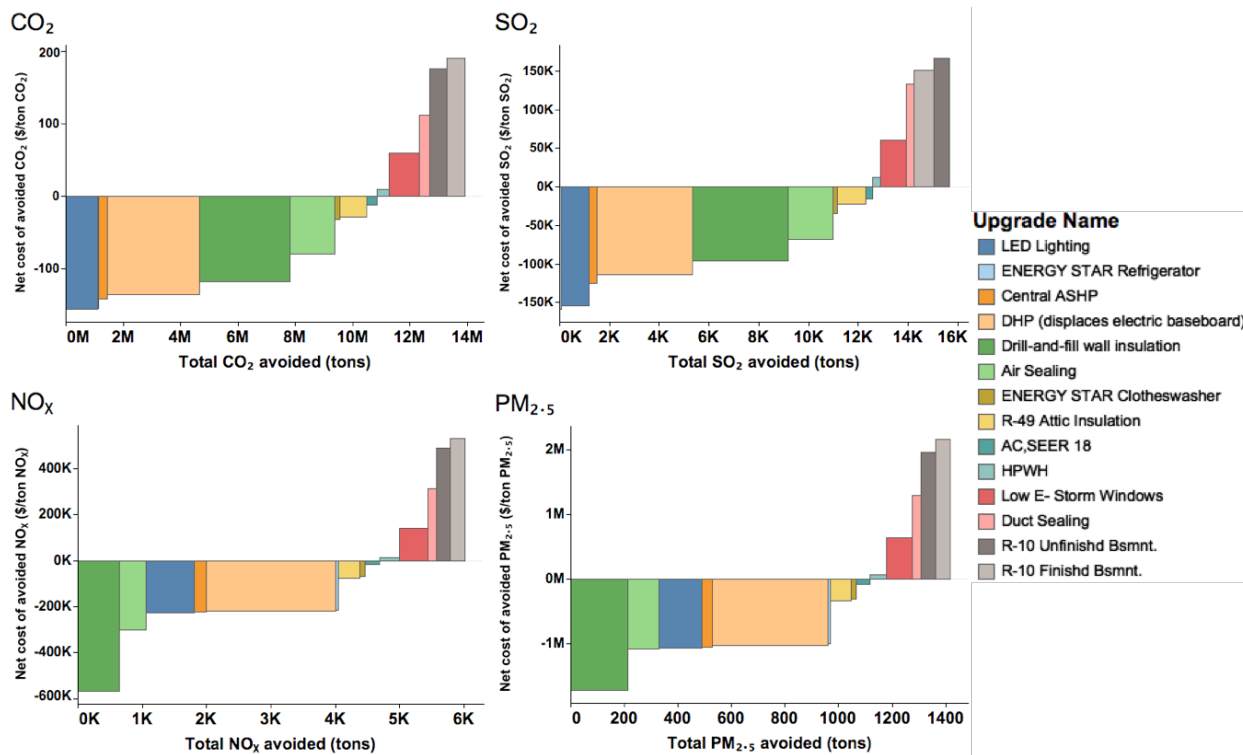 CO₂
Net cost of avoided CO₂ ($/ton CO₂)
200
100
0
-100
0M 2M 4M 6M 8M 10M 12M 14M
Total CO₂ avoided (tons)
SO₂
Net cost of avoided SO₂ ($/ton SO₂)
150K
100K
50K
0K
-50K
-100K
-150K
0K 2K 4K 6K 8K 10K 12K 14K 16K
Total SO₂ avoided (tons)
NOₓ
Net cost of avoided NOₓ ($/ton NOₓ)
400K
200K
0K
-200K
-400K
-600K
0K 1K 2K 3K 4K 5K 6K
Total NOₓ avoided (tons)
PM₂.₅
Net cost of avoided PM₂.₅ ($/ton PM₂.₅)
2M
1M
0M
-1M
0 200 400 600 800 1000 1200 1400
Total PM₂.₅ avoided (tons)
Upgrade Name
LED Lighting
ENERGY STAR Refrigerator
Central ASHP
DHP (displaces electric baseboard)
Drill-and-fill wall insulation
Air Sealing
ENERGY STAR Clotheswasher
R-49 Attic Insulation
AC,SEER 18
HPWH
Low E- Storm Windows
Duct Sealing
R-10 Unfinishd Bsmnt.
R-10 Finishd Bsmnt.